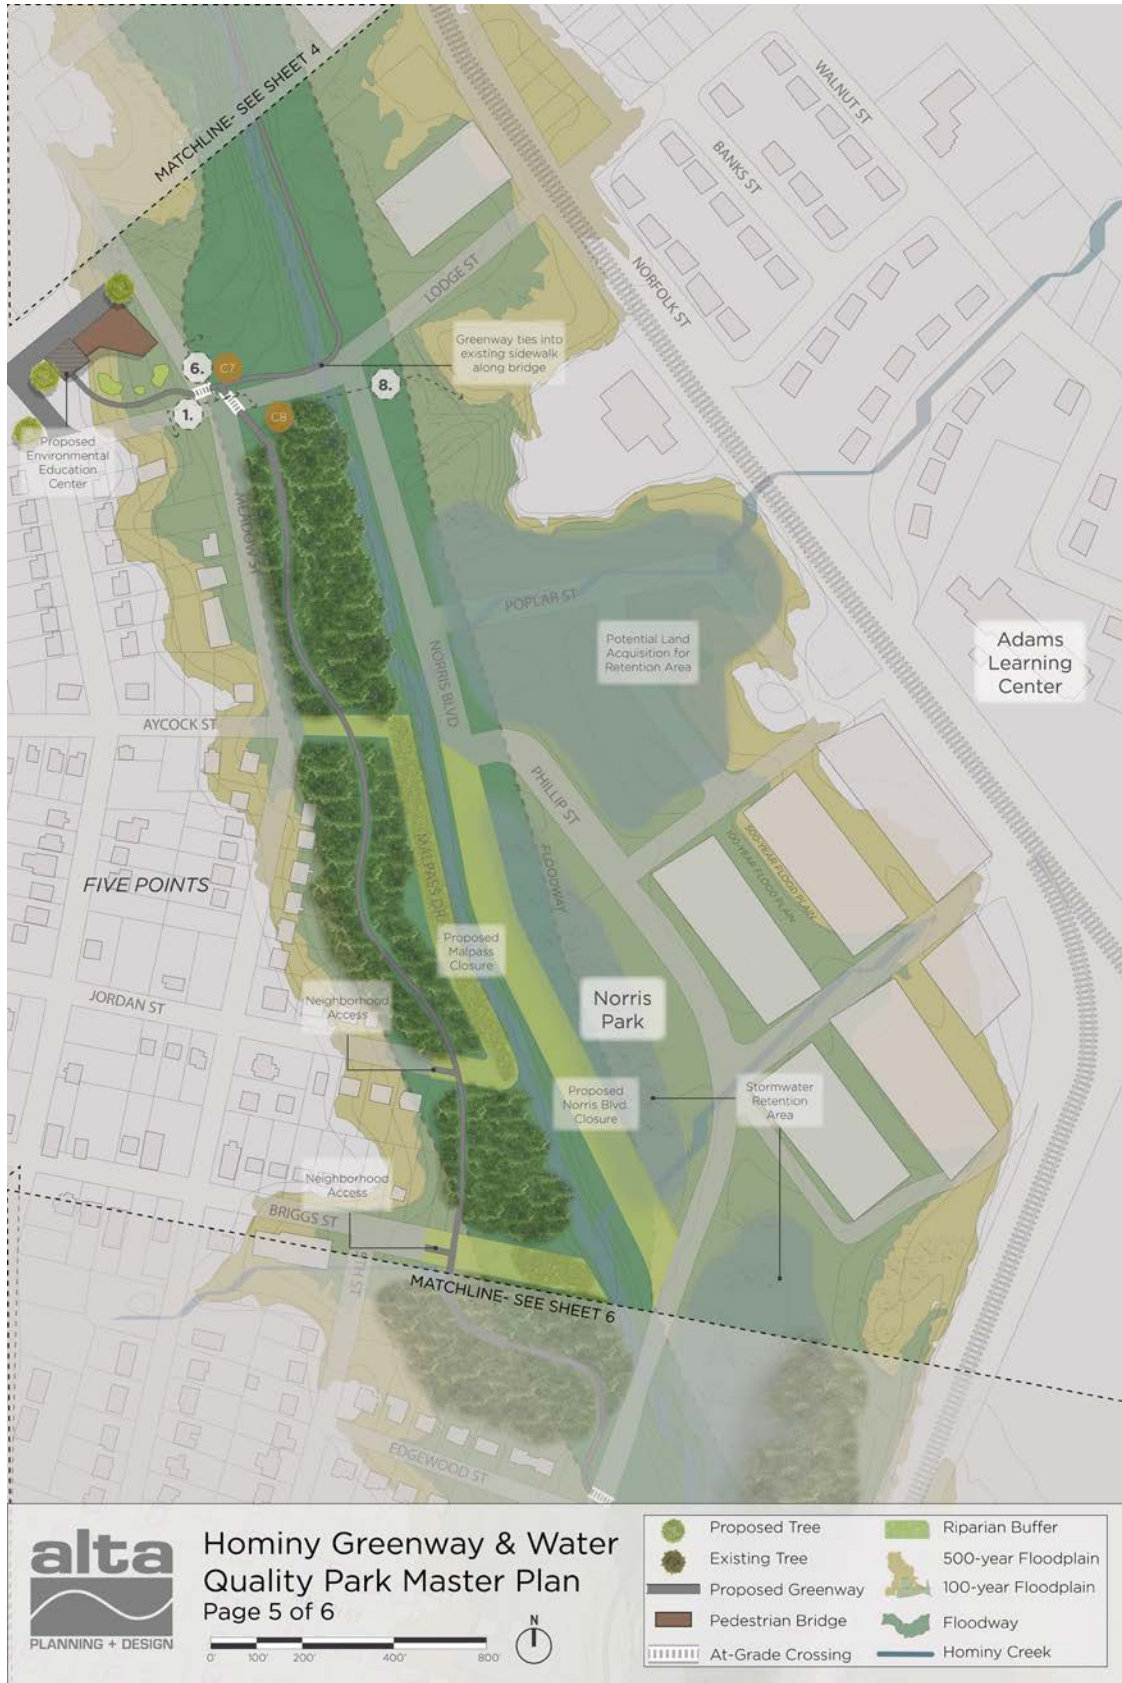 MATCHLINE- SEE SHEET 4
WALNUT ST
BANKS ST
NORFOLK ST
LODGE ST
Greenway ties into
existing sidewalk
along bridge
6.
C7
8.
1.
C8
Proposed
Environmental
Education
Center
MEADOW ST
POPLAR ST
Potential Land
Acquisition for
Retention Area
Adams
Learning
Center
NORRIS BLVD
AYCOCK ST
PHILLIP ST
MALPASS DR
FLOODWAY
100-YEAR FLOOD PLAIN
500-YEAR FLOOD PLAIN
FIVE POINTS
Proposed
Malpass
Closure
JORDAN ST
Neighborhood
Access
Norris
Park
Proposed
Norris Blvd.
Closure
Stormwater
Retention
Area
Neighborhood
Access
BRIGGS ST
8TH ST
MATCHLINE- SEE SHEET 6
EDGEWOOD ST
alta
PLANNING + DESIGN
Hominy Greenway & Water
Quality Park Master Plan
Page 5 of 6
0' 100' 200' 400' 800'
N
Proposed Tree
Existing Tree
Proposed Greenway
Pedestrian Bridge
At-Grade Crossing
Riparian Buffer
500-year Floodplain
100-year Floodplain
Floodway
Hominy Creek